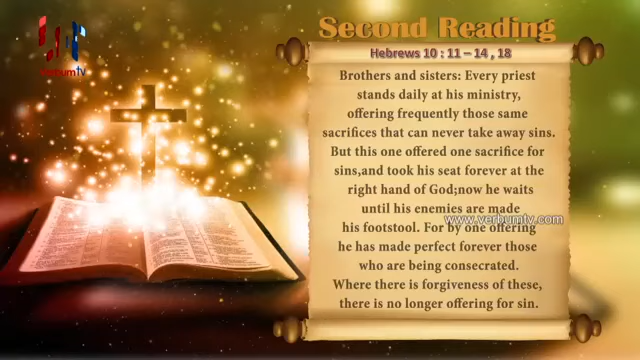 Second Reading
Hebrews 10 : 11 – 14 , 18
Brothers and sisters: Every priest
stands daily at his ministry,
offering frequently those same
sacrifices that can never take away sins.
But this one offered one sacrifice for
sins,and took his seat forever at the
right hand of God;now he waits
until his enemies are made
www.verbumtv.com
his footstool. For by one offering
he has made perfect forever those
who are being consecrated.
Where there is forgiveness of these,
there is no longer offering for sin.
verbumtv